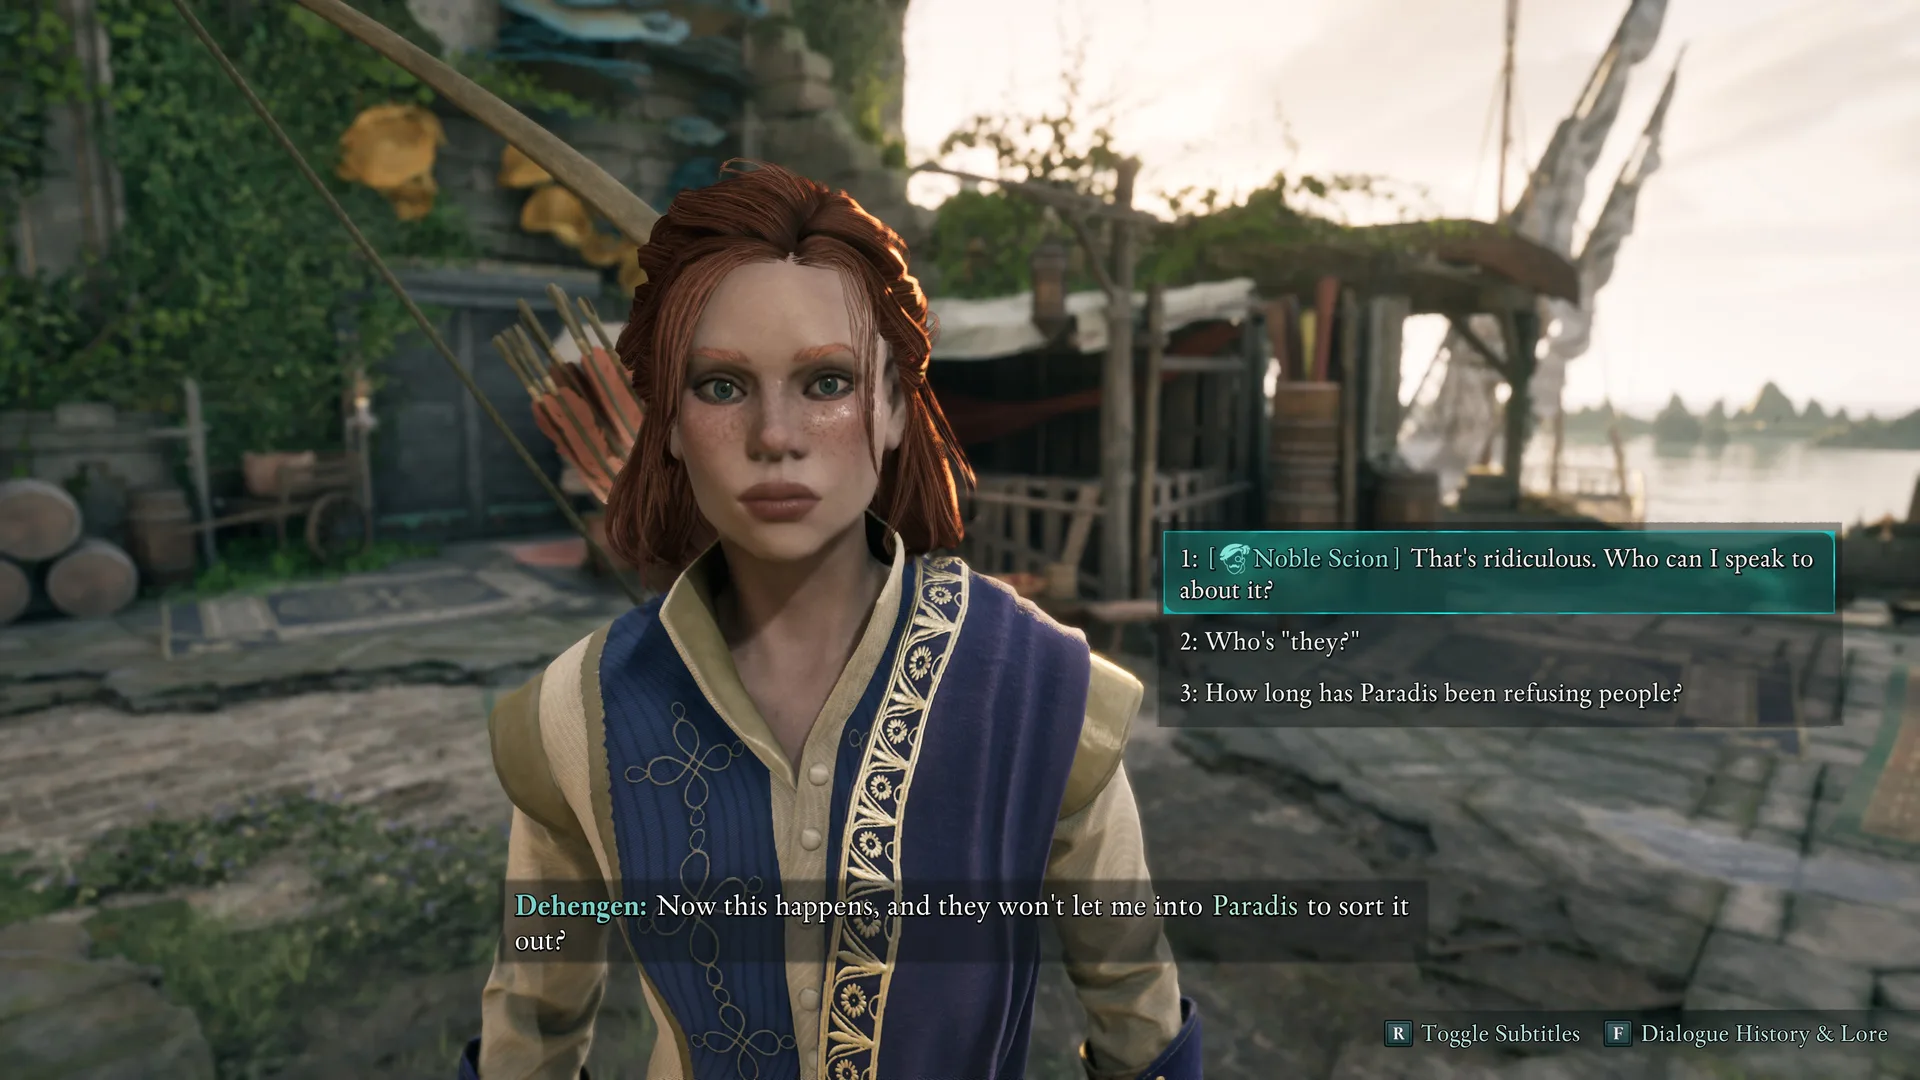 1: [Noble Scion] That's ridiculous. Who can I speak to
about it?
2: Who's "they?"
3: How long has Paradis been refusing people?
Dehengen: Now this happens, and they won't let me into Paradis to sort it
out?
R Toggle Subtitles F Dialogue History & Lore